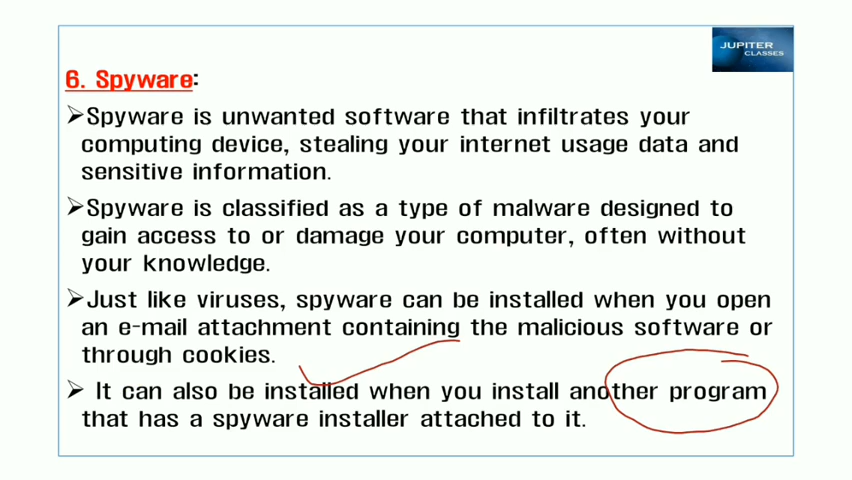 JUPITER
CLASSES
6. Spyware:
➢Spyware is unwanted software that infiltrates your
computing device, stealing your internet usage data and
sensitive information.
➢Spyware is classified as a type of malware designed to
gain access to or damage your computer, often without
your knowledge.
➢Just like viruses, spyware can be installed when you open
an e-mail attachment containing the malicious software or
through cookies.
➢ It can also be installed when you install another program
that has a spyware installer attached to it.